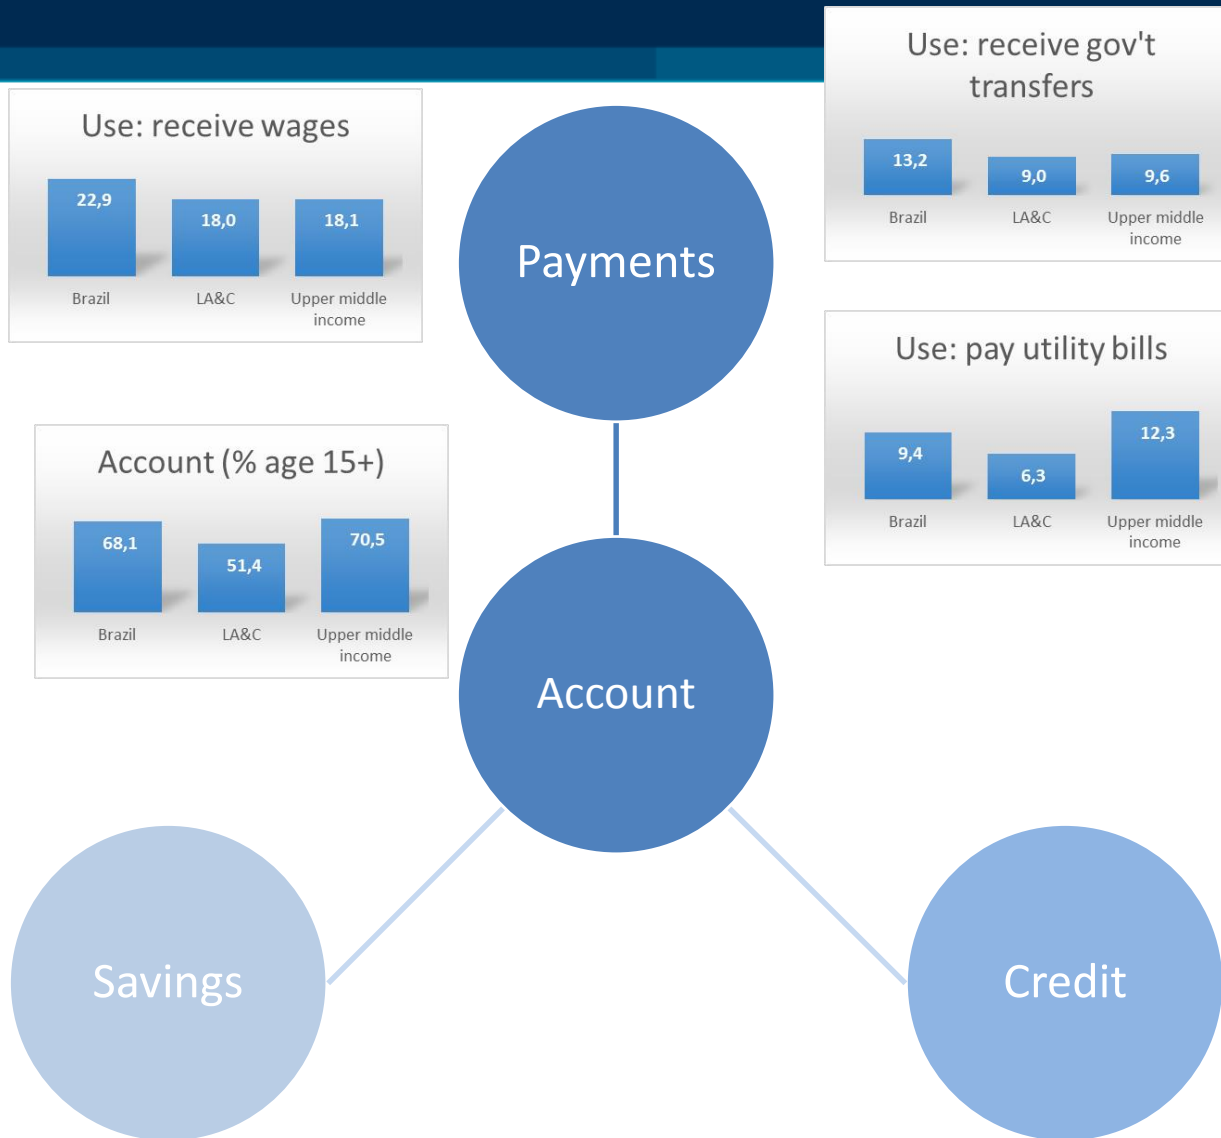 Use: receive wages
22,9
18,0
18,1
Brazil
LA&C
Upper middle
income
Use: receive gov't
transfers
13,2
9,0
9,6
Brazil
LA&C
Upper middle
income
Payments
Use: pay utility bills
9,4
6,3
12,3
Brazil
LA&C
Upper middle
income
Account (% age 15+)
68,1
51,4
70,5
Brazil
LA&C
Upper middle
income
Account
Savings
Credit